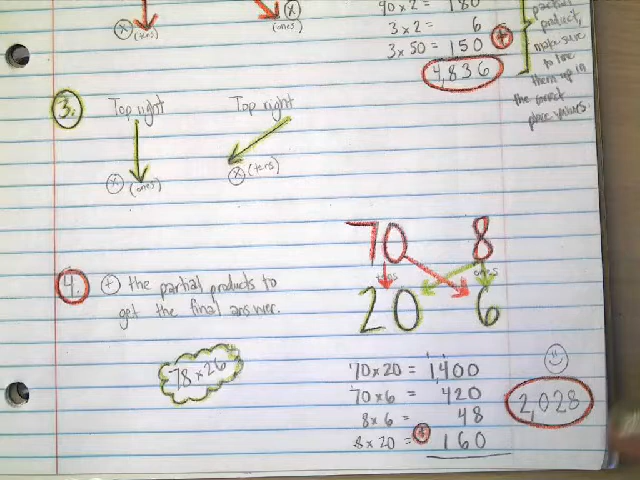 90 x 2 = 180
(x) (tens)
(x) (ones)
3 x 2 = 6
3 x 50 = 150 (+)
4,836
partial product, make sure to line them up in the correct place values.
3.
Top right
Top right
(x) (ones)
(x) (tens)
70 8
tens ones
20 6
4. (+) the partial products to
get the final answer.
78 x 26
70 x 20 = 1400
70 x 6 = 420
8 x 6 = 48
8 x 20 = (+) 160
2,028